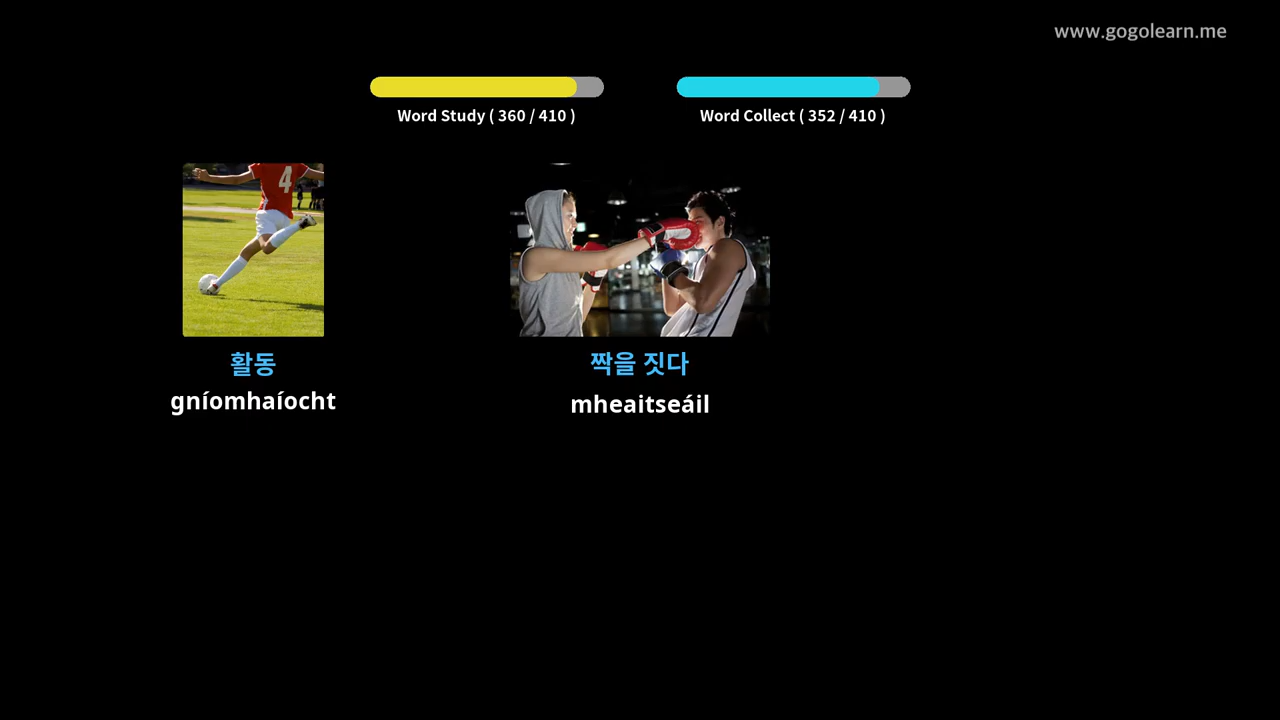 www.gogolearn.me
Word Study ( 360 / 410 )
Word Collect ( 352 / 410 )
4
활동
gníomhaíocht
짝을 짓다
mheaitseáil